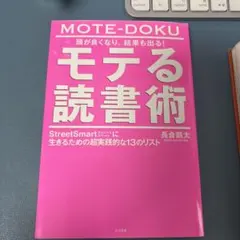 MOTE-DOKU
頭が良くなり、結果も出る!
モテる
読書術
StreetSmartに
生きるための超実践的な13のリスト
長倉顕太